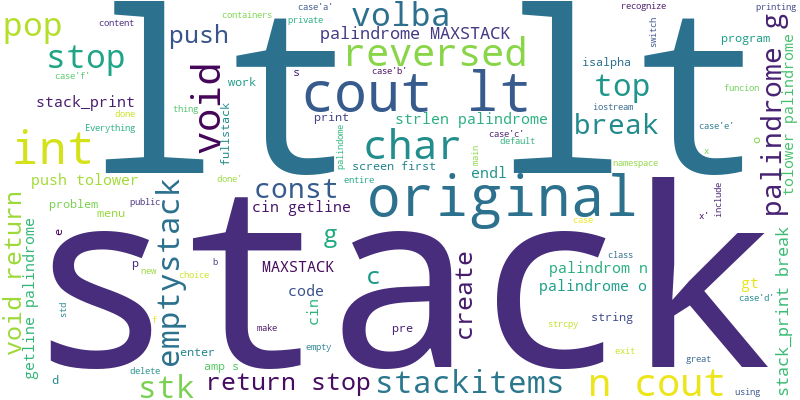 lt lt
stack
pop
content
push
containers
case'a'
private
volba
recognize
switch
printing
palindrome MAXSTACK
program
palindrome g
tolower palindrome
stop
case'f'
void
reversed
isalpha
work
s
case'b'
cout lt
top
iostream
stack_print
done
Everything
thing
fullstack
print
strlen palindrome
case'c'
break
case'e'
funcion
int
palindome
char
default
x
o
main
screen first
entire
endl
namespace
push tolower
done'
const
original
problem
menu
public
cin getline
case
x'
include
void return
getline palindrome
emptystack
e
g
class
p
new
MAXSTACK
c
create
palindrom n
stack_print break
choice
b
code
palindrome o
gt
case'd'
std
cin
string
f
make
pre
strcpy
enter
empty
exit
great
d
delete
amp s
stk
return stop
stackitems
n cout
using